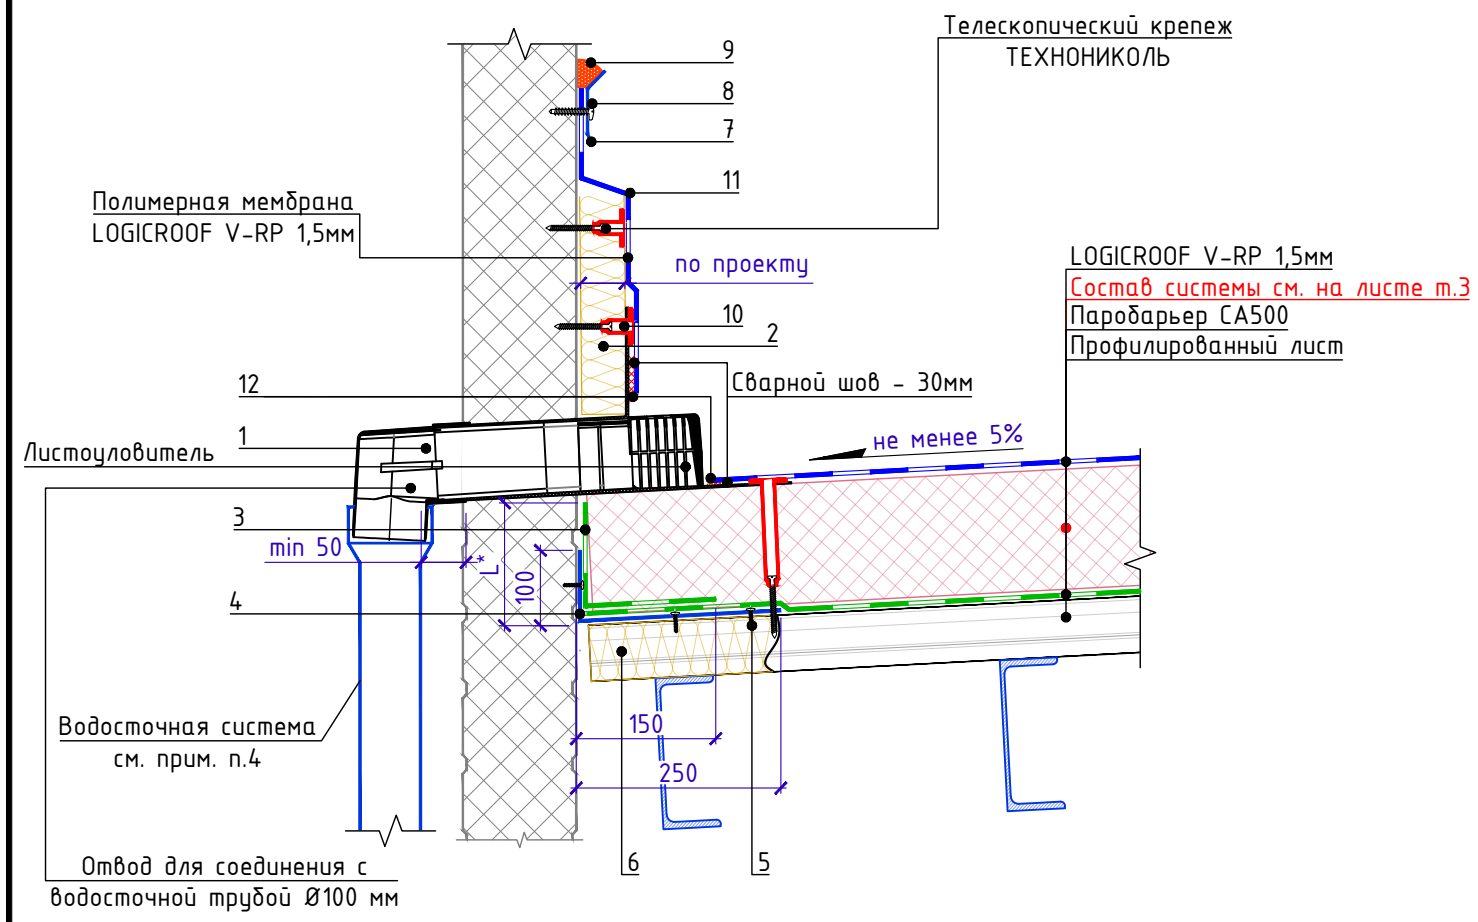 Телескопический крепеж
ТЕХНОНИКОЛЬ
9
8
7
11
Полимерная мембрана
LOGICROOF V-RP 1,5мм
по проекту
LOGICROOF V-RP 1,5мм
Состав системы см. на листе т.3
Паробарьер СА500
Профилированный лист
10
2
Сварной шов - 30мм
12
1
Листоуловитель
не менее 5%
3
min 50
L*
100
4
Водосточная система
см. прим. п.4
150
250
6
5
Отвод для соединения с
водосточной трубой Ø100 мм